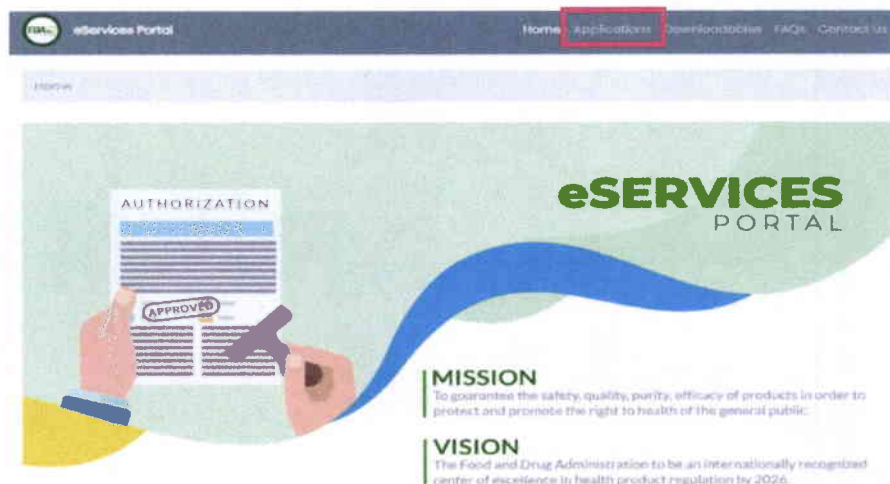 FDA
eServices Portal
Home Applications Downloadables FAQs Contact Us
Home
AUTHORIZATION
APPROVED
eSERVICES
PORTAL
MISSION
To guarantee the safety, quality, purity, efficacy of products in order to
protect and promote the right to health of the general public.
VISION
The Food and Drug Administration to be an internationally recognized
center of excellence in health product regulation by 2026.